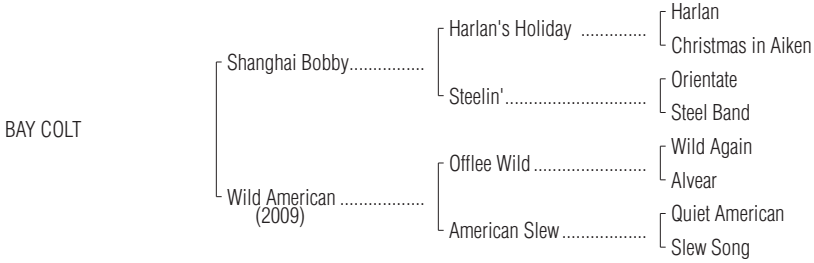 Harlan
Harlan's Holiday ..............
Christmas in Aiken
Shanghai Bobby................
Orientate
Steelin'..............................
Steel Band
BAY COLT
Wild Again
Offlee Wild ........................
Alvear
Wild American ..................
(2009)
Quiet American
American Slew..................
Slew Song